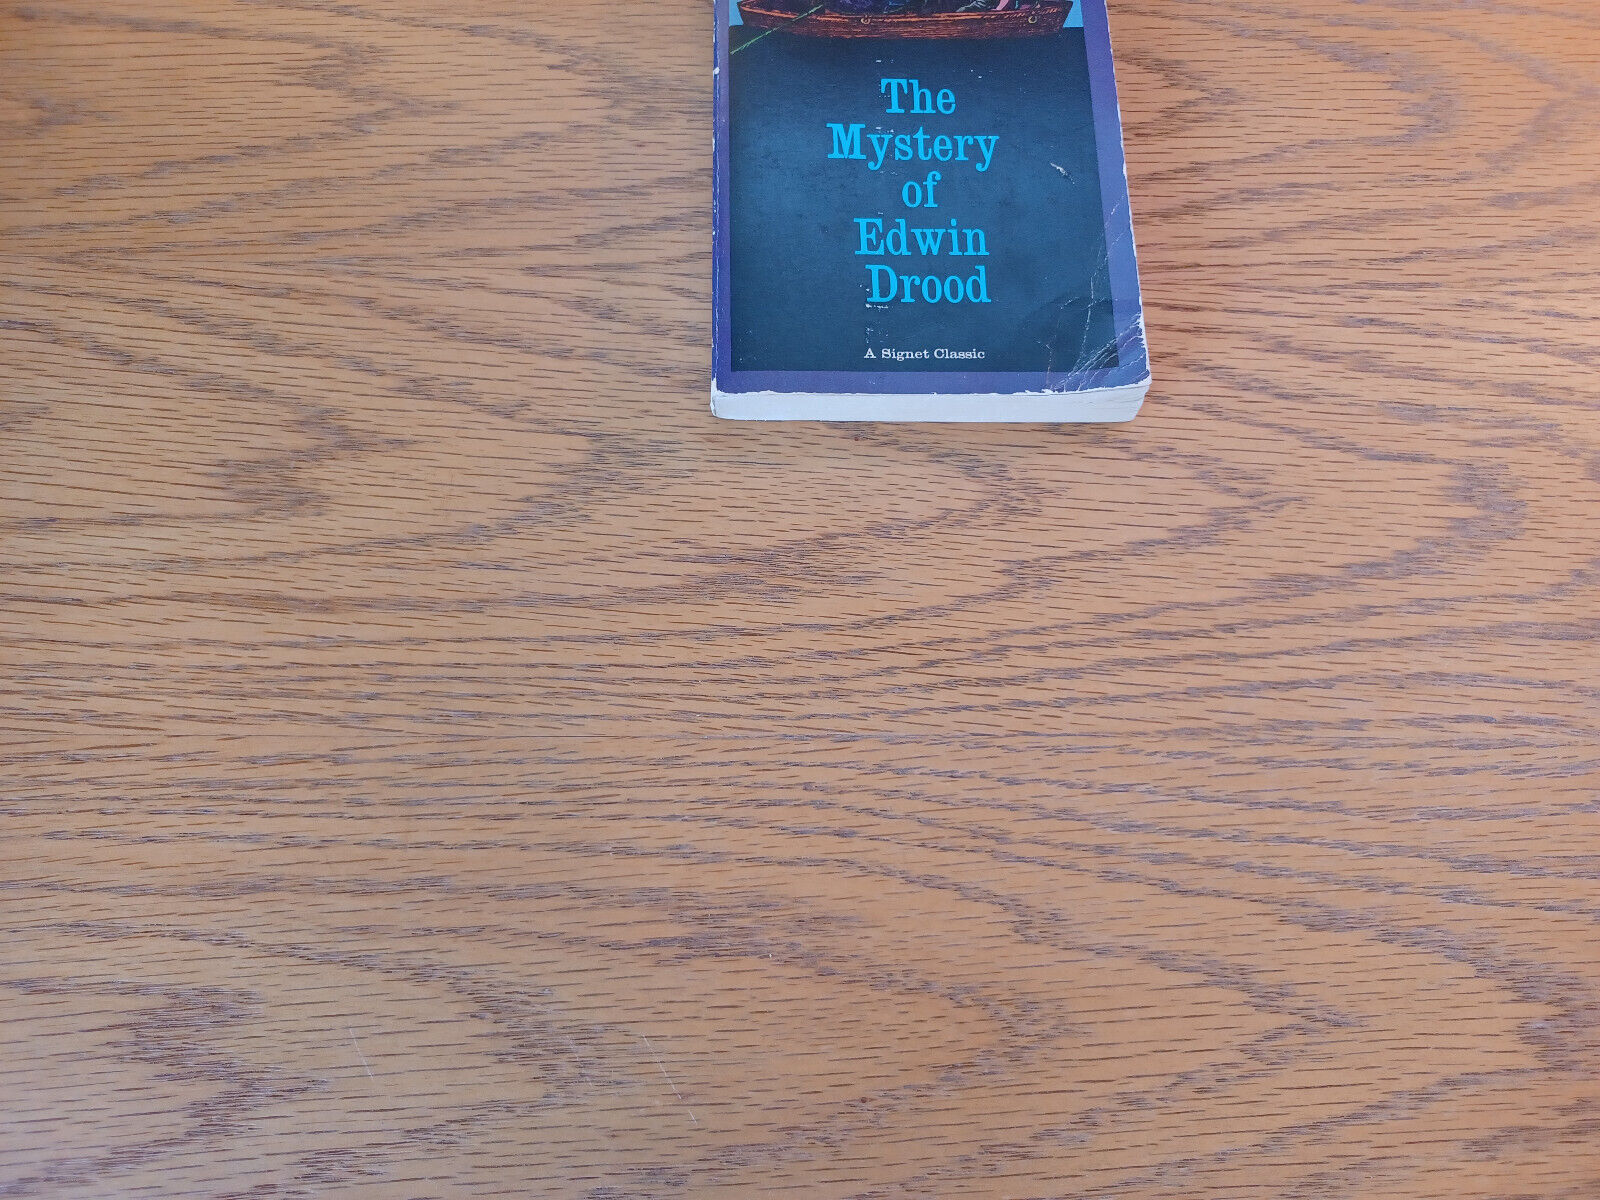 The
Mystery
of
Edwin
Drood
A Signet Classic